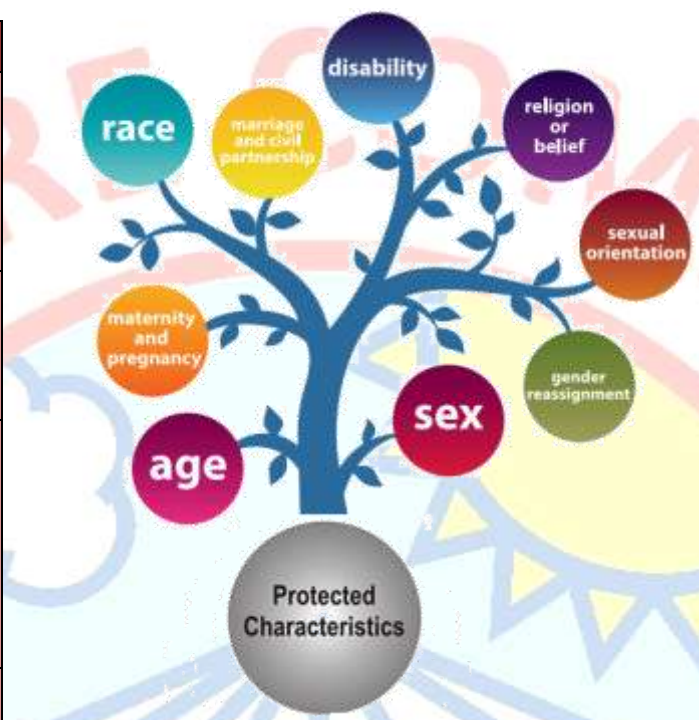 disability
race
marriage
and civil
partnership
religion
or
belief
sexual
orientation
maternity
and
pregnancy
gender
reassignment
sex
age
Protected
Characteristics